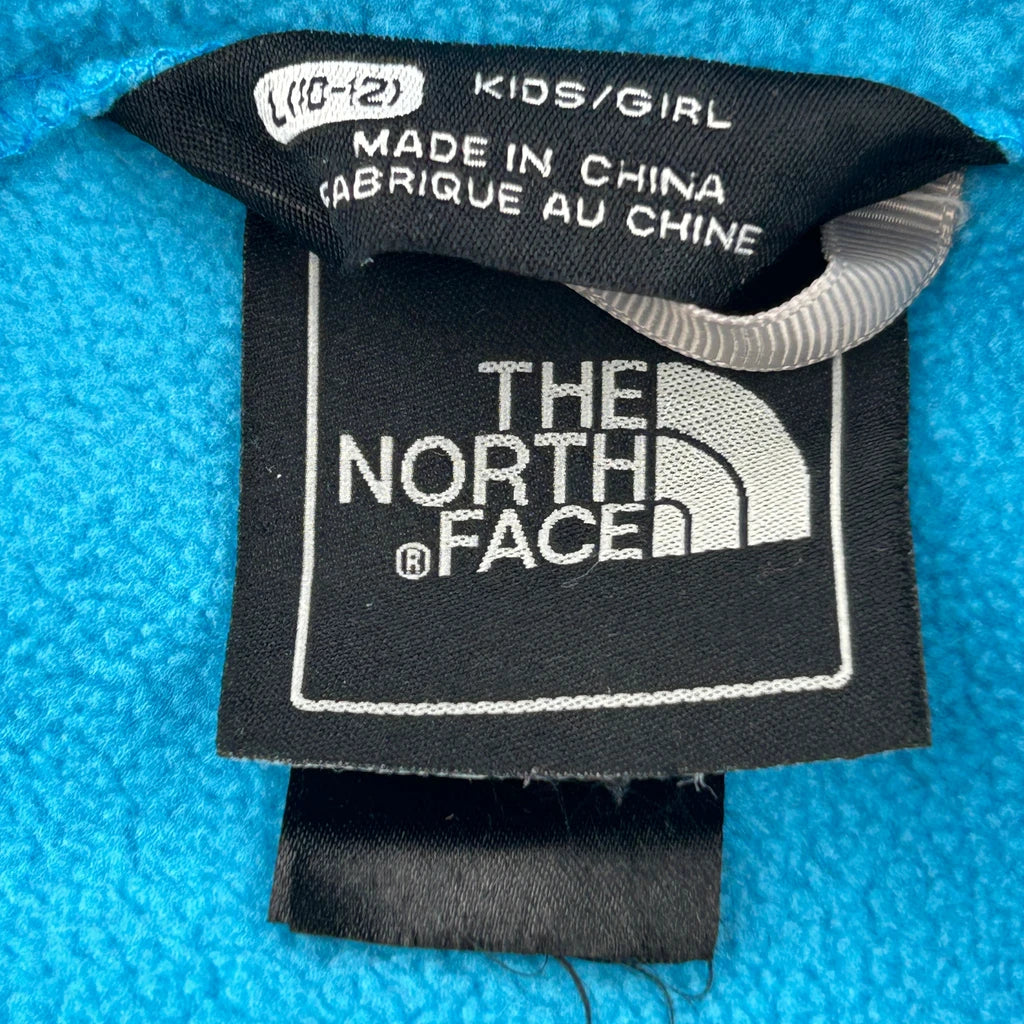 L(10-12) KIDS/GIRL
MADE IN CHINA
FABRIQUE AU CHINE
THE
NORTH
® FACE